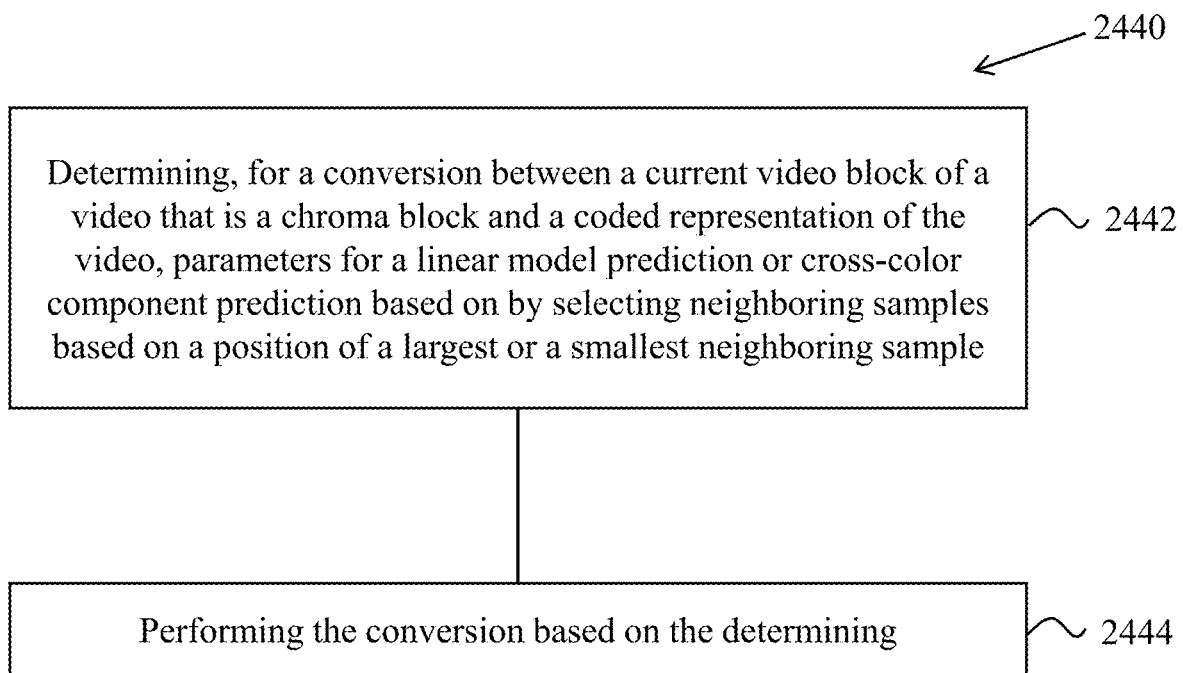 2440
Determining, for a conversion between a current video block of a
video that is a chroma block and a coded representation of the
video, parameters for a linear model prediction or cross-color
component prediction based on by selecting neighboring samples
based on a position of a largest or a smallest neighboring sample
2442
Performing the conversion based on the determining
2444